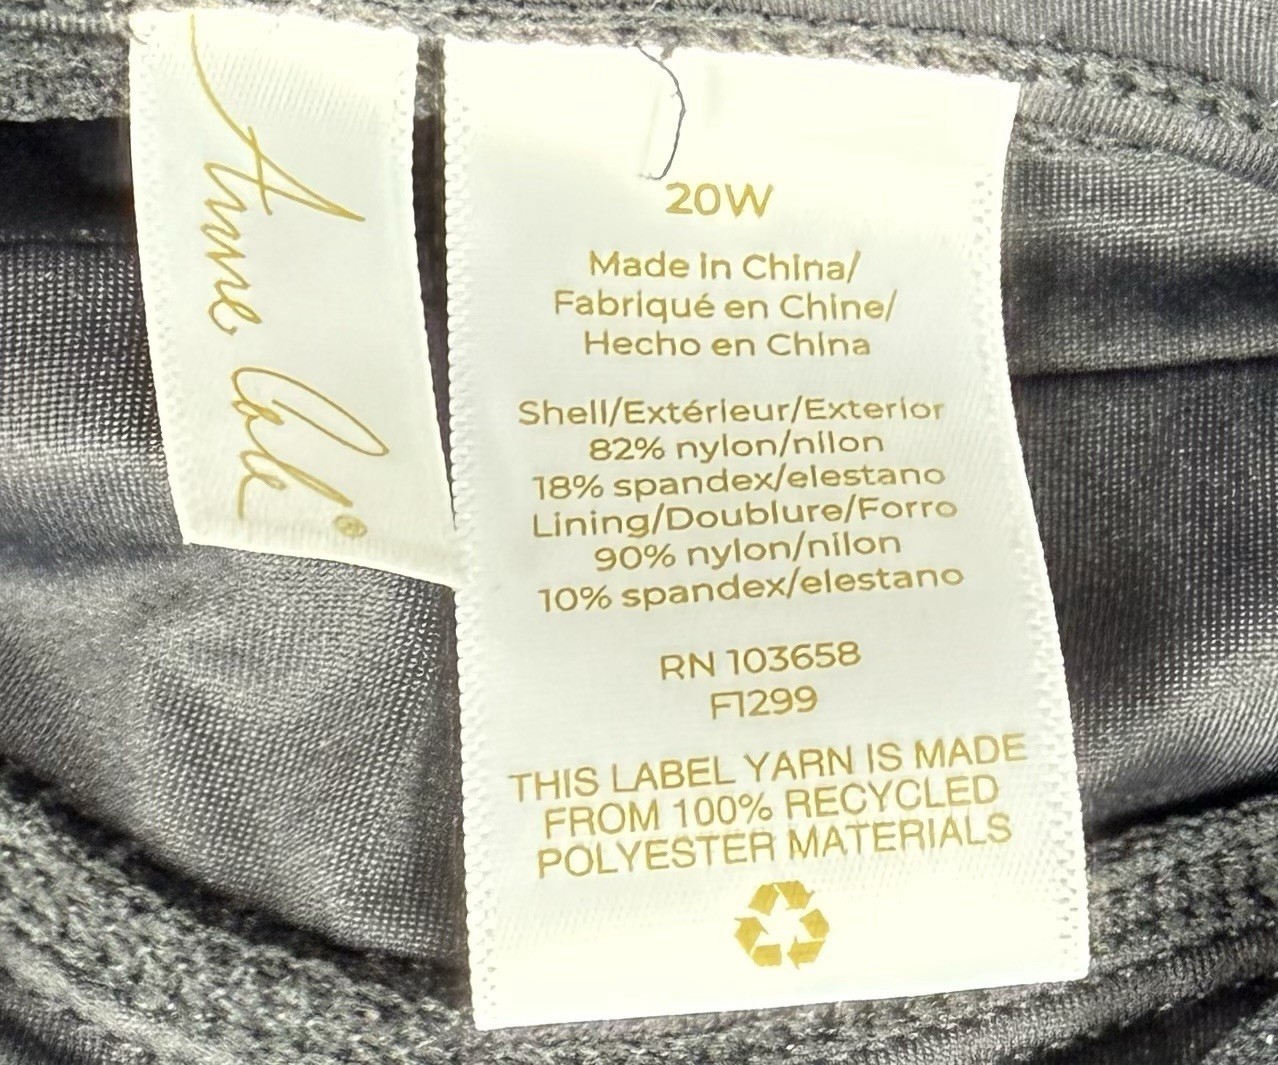 Anne Cole®
20W
Made in China/
Fabriqué en Chine/
Hecho en China
Shell/Extérieur/Exterior
82% nylon/nilon
18% spandex/elestano
Lining/Doublure/Forro
90% nylon/nilon
10% spandex/elestano
RN 103658
F1299
THIS LABEL YARN IS MADE
FROM 100% RECYCLED
POLYESTER MATERIALS